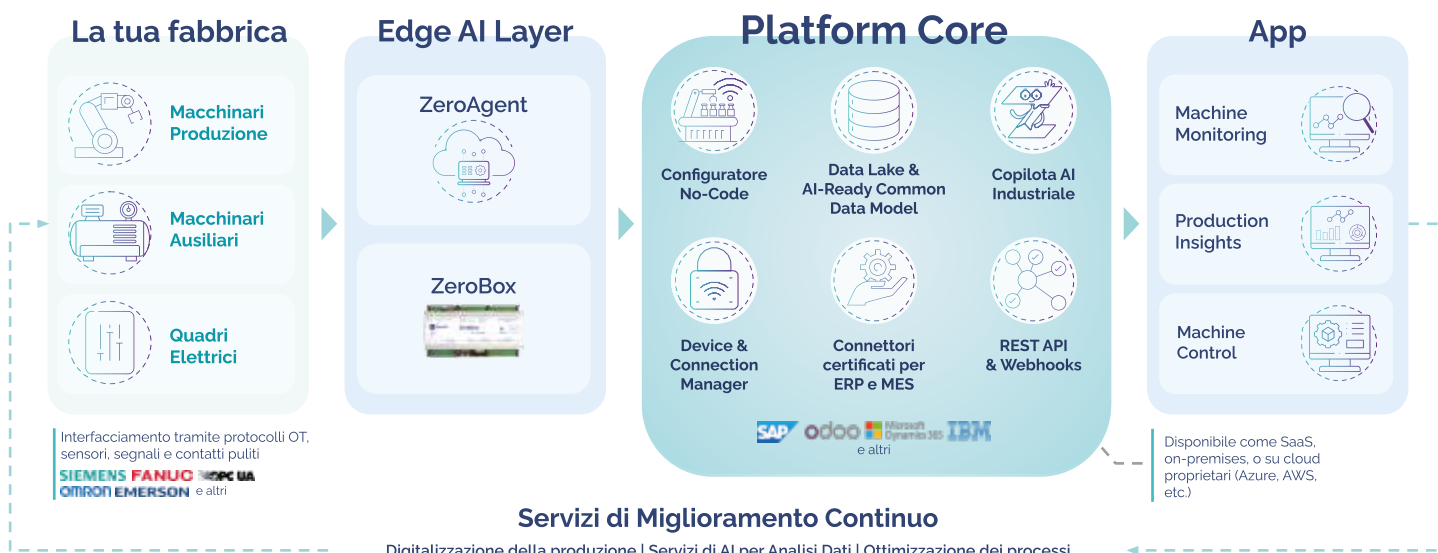 La tua fabbrica
Macchinari
Produzione
Macchinari
Ausiliari
Quadri
Elettrici
Interfacciamento tramite protocolli OT,
sensori, segnali e contatti puliti
SIEMENS FANUC OPC UA
OMRON EMERSON e altri
Edge AI Layer
ZeroAgent
ZeroBox
Platform Core
Configuratore
No-Code
Data Lake &
AI-Ready Common
Data Model
Copilota AI
Industriale
Device &
Connection
Manager
Connettori
certificati per
ERP e MES
REST API
& Webhooks
SAP odoo Microsoft
Dynamics 365 IBM
e altri
App
Machine
Monitoring
Production
Insights
Machine
Control
Disponibile come SaaS,
on-premises, o su cloud
proprietari (Azure, AWS,
etc.)
Servizi di Miglioramento Continuo
Digitalizzazione della produzione | Servizi di AI per Analisi Dati | Ottimizzazione dei processi